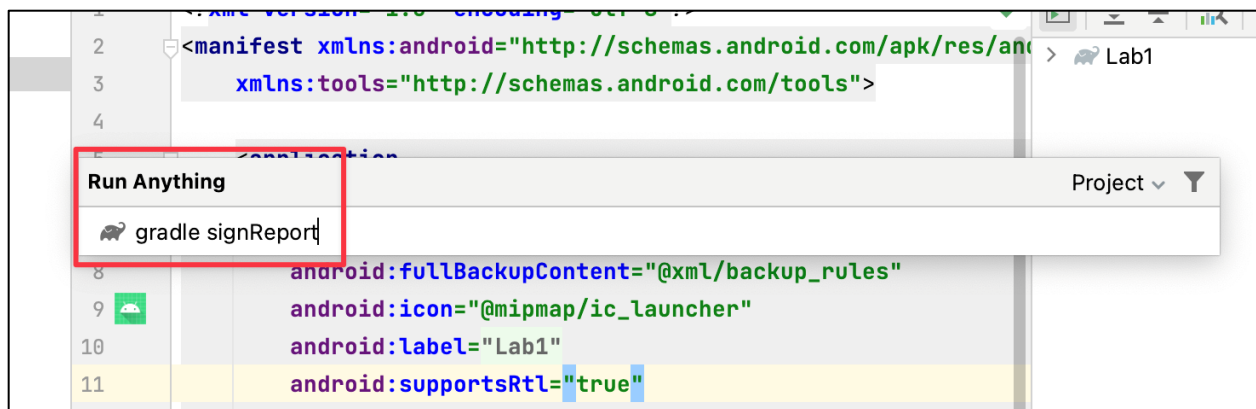 2 <manifest xmlns:android="http://schemas.android.com/apk/res/and
Lab1
3 xmlns:tools="http://schemas.android.com/tools">
4
Run Anything
Project
gradle signReport
8 android:fullBackupContent="@xml/backup_rules"
9 android:icon="@mipmap/ic_launcher"
10 android:label="Lab1"
11 android:supportsRtl="true"